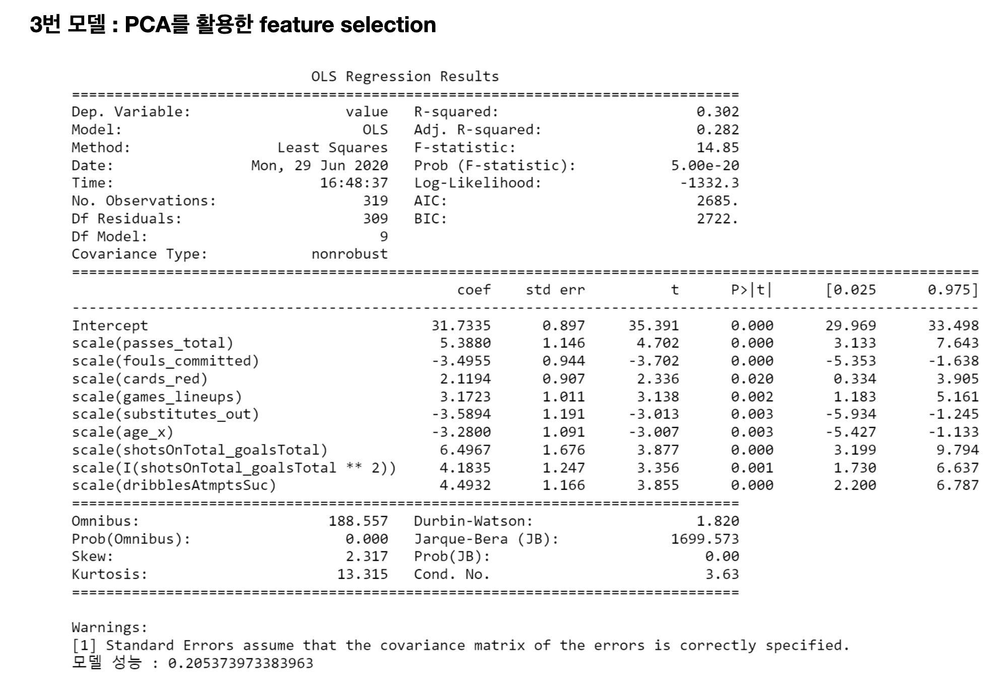 3번 모델 : PCA를 활용한 feature selection
OLS Regression Results
==============================================================================
Dep. Variable: value R-squared: 0.302
Model: OLS Adj. R-squared: 0.282
Method: Least Squares F-statistic: 14.85
Date: Mon, 29 Jun 2020 Prob (F-statistic): 5.00e-20
Time: 16:48:37 Log-Likelihood: -1332.3
No. Observations: 319 AIC: 2685.
Df Residuals: 309 BIC: 2722.
Df Model: 9
Covariance Type: nonrobust
==========================================================================================================
coef std err t P>|t| [0.025 0.975]
----------------------------------------------------------------------------------------------------------
Intercept 31.7335 0.897 35.391 0.000 29.969 33.498
scale(passes_total) 5.3880 1.146 4.702 0.000 3.133 7.643
scale(fouls_committed) -3.4955 0.944 -3.702 0.000 -5.353 -1.638
scale(cards_red) 2.1194 0.907 2.336 0.020 0.334 3.905
scale(games_lineups) 3.1723 1.011 3.138 0.002 1.183 5.161
scale(substitutes_out) -3.5894 1.191 -3.013 0.003 -5.934 -1.245
scale(age_x) -3.2800 1.091 -3.007 0.003 -5.427 -1.133
scale(shotsOnTotal_goalsTotal) 6.4967 1.676 3.877 0.000 3.199 9.794
scale(I(shotsOnTotal_goalsTotal ** 2)) 4.1835 1.247 3.356 0.001 1.730 6.637
scale(dribblesAtmptsSuc) 4.4932 1.166 3.855 0.000 2.200 6.787
==============================================================================
Omnibus: 188.557 Durbin-Watson: 1.820
Prob(Omnibus): 0.000 Jarque-Bera (JB): 1699.573
Skew: 2.317 Prob(JB): 0.00
Kurtosis: 13.315 Cond. No. 3.63
==============================================================================
Warnings:
[1] Standard Errors assume that the covariance matrix of the errors is correctly specified.
모델 성능 : 0.205373973383963